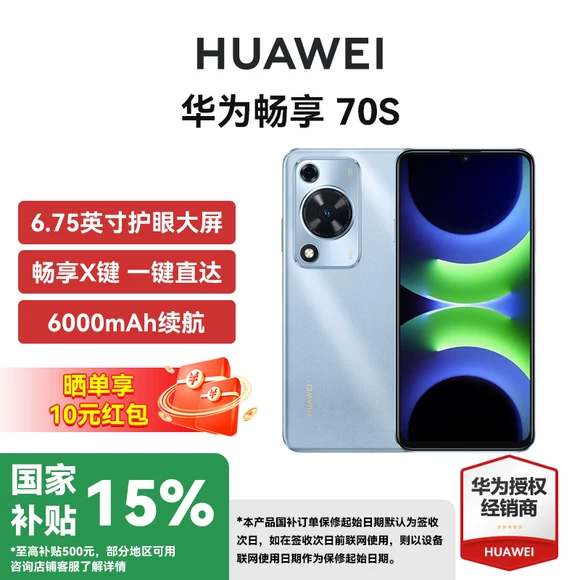 HUAWEI
华为畅享 70S
6.75英寸护眼大屏
畅享X键 一键直达
6000mAh续航
晒单享
10元红包
HUAWEI
国家
补贴
15%
*至高补贴500元，部分地区可用
咨询店铺客服了解详情
*本产品国补订单保修起始日期默认为签收
次日，如在签收次日前联网使用，则以设备
联网使用日期作为保修起始日期。
华为授权
经销商
HUAWEI